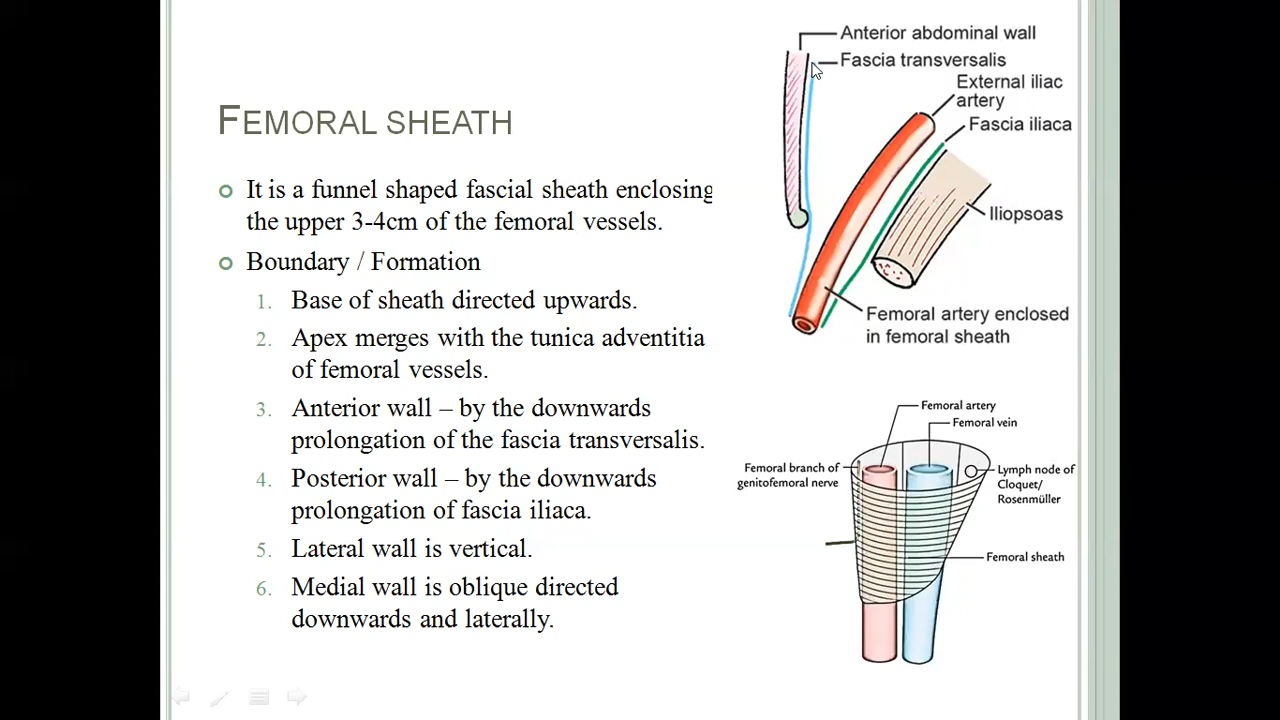 FEMORAL SHEATH
It is a funnel shaped fascial sheath enclosing
the upper 3-4cm of the femoral vessels.
Boundary / Formation
1. Base of sheath directed upwards.
2. Apex merges with the tunica adventitia
of femoral vessels.
3. Anterior wall – by the downwards
prolongation of the fascia transversalis.
4. Posterior wall – by the downwards
prolongation of fascia iliaca.
5. Lateral wall is vertical.
6. Medial wall is oblique directed
downwards and laterally.
Anterior abdominal wall
Fascia transversalis
External iliac
artery
Fascia iliaca
Iliopsoas
Femoral artery enclosed
in femoral sheath
Femoral artery
Femoral vein
Femoral branch of
genitofemoral nerve
Lymph node of
Cloquet/
Rosenmüller
Femoral sheath